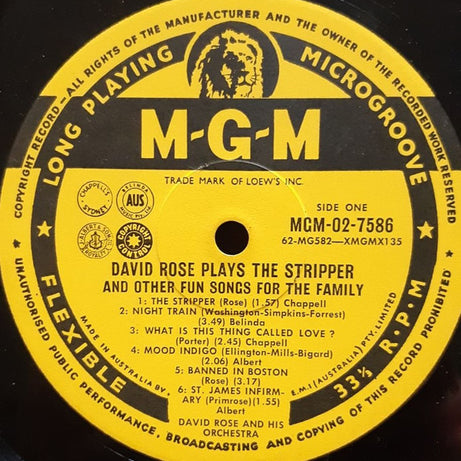 COPYRIGHT RECORD—ALL RIGHTS OF THE MANUFACTURER AND THE OWNER OF THE RECORDED WORK RESERVED
LONG PLAYING MICROGROOVE
M-G-M
TRADE MARK OF LOEW'S INC.
CHAPPELL'S
SYDNEY
BELINDA
AUS
MUSIC PTY. LTD
SIDE ONE
MGM-02-7586
62-MG582—XMGMX135
J. ALBERT & SON
COPYRIGHT
CONTROL
DAVID ROSE PLAYS THE STRIPPER
AND OTHER FUN SONGS FOR THE FAMILY
1: THE STRIPPER (Rose) (1.57) Chappell
2: NIGHT TRAIN (Washington-Simpkins-Forrest)
(3.49) Belinda
3: WHAT IS THIS THING CALLED LOVE ?
(Porter) (2.45) Chappell
4: MOOD INDIGO (Ellington-Mills-Bigard)
(2.06) Albert
5: BANNED IN BOSTON
(Rose) (3.17)
6: ST. JAMES INFIRM-
ARY (Primrose)(1.55)
Albert
DAVID ROSE AND HIS
ORCHESTRA
FLEXIBLE
33⅓ R·P·M
MADE IN AUSTRALIA BY
E.M.I (AUSTRALIA) PTY. LIMITED
UNAUTHORISED PUBLIC PERFORMANCE, BROADCASTING AND COPYING OF THIS RECORD PROHIBITED